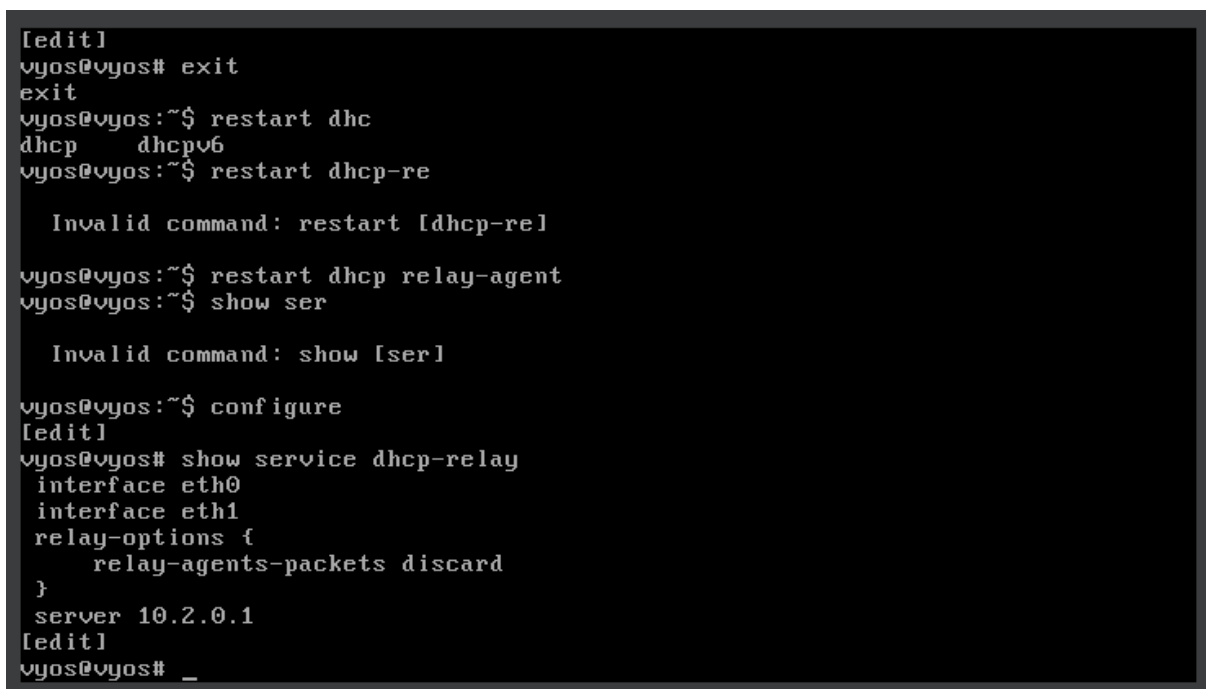 [edit]
vyos@vyos# exit
exit
vyos@vyos:~$ restart dhc
dhcp    dhcpv6
vyos@vyos:~$ restart dhcp-re
  Invalid command: restart [dhcp-re]
vyos@vyos:~$ restart dhcp relay-agent
vyos@vyos:~$ show ser
  Invalid command: show [ser]
vyos@vyos:~$ configure
[edit]
vyos@vyos# show service dhcp-relay
 interface eth0
 interface eth1
 relay-options {
     relay-agents-packets discard
 }
 server 10.2.0.1
[edit]
vyos@vyos# _